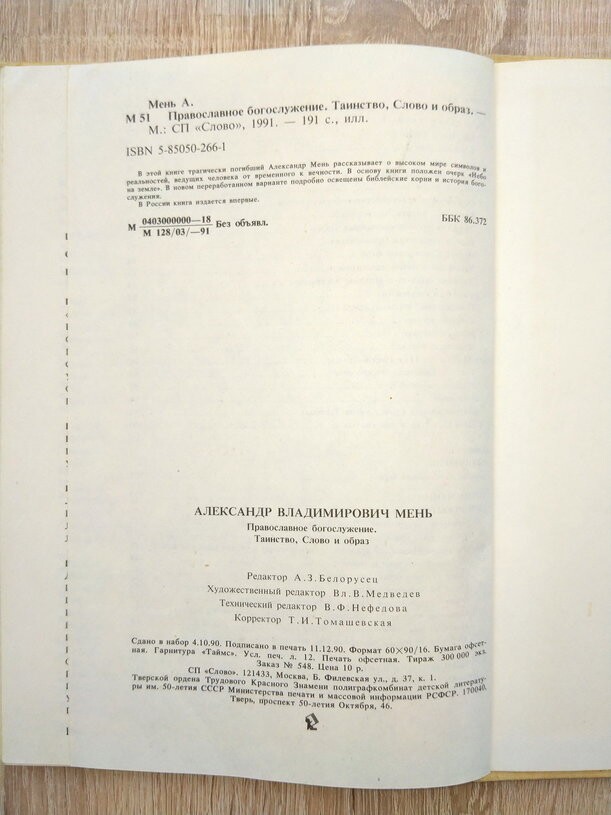 Мень А.
М 51 Православное богослужение. Таинство, Слово и образ. —
М.: СП «Слово», 1991. — 191 с., илл.
ISBN 5-85050-266-1
В этой книге трагически погибший Александр Мень рассказывает о высоком мире символов и
реальностей, ведущих человека от временного к вечности. В основу книги положен очерк «Небо
на земле». В новом переработанном варианте подробно освещены библейские корни и история бого-
служения.
В России книга издается впервые.
М 0403000000—18
М 128/03/—91 Без объявл.
ББК 86.372
АЛЕКСАНДР ВЛАДИМИРОВИЧ МЕНЬ
Православное богослужение.
Таинство, Слово и образ
Редактор А.З.Белорусец
Художественный редактор Вл.В.Медведев
Технический редактор В.Ф.Нефедова
Корректор Т.И.Томашевская
Сдано в набор 4.10.90. Подписано в печать 11.12.90. Формат 60×90/16. Бумага офсет-
ная. Гарнитура «Таймс». Усл. печ. л. 12. Печать офсетная. Тираж 300 000 экз.
Заказ № 548. Цена 10 р.
СП «Слово». 121433, Москва, Б. Филевская ул., д. 37, к. 1.
Тверской ордена Трудового Красного Знамени полиграфкомбинат детской литерату-
ры им. 50-летия СССР Министерства печати и массовой информации РСФСР. 170040,
Тверь, проспект 50-летия Октября, 46.